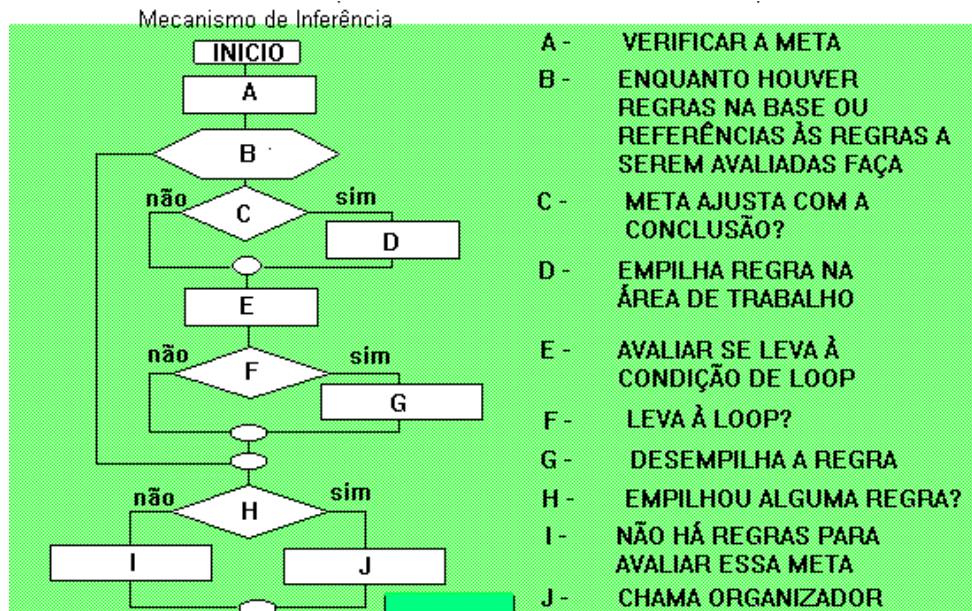 Mecanismo de Inferência
INICIO
A
B
não
sim
C
D
E
não
sim
F
G
não
sim
H
I
J
A - VERIFICAR A META
B - ENQUANTO HOUVER
REGRAS NA BASE OU
REFERÊNCIAS ÀS REGRAS A
SEREM AVALIADAS FAÇA
C - META AJUSTA COM A
CONCLUSÃO?
D - EMPILHA REGRA NA
ÁREA DE TRABALHO
E - AVALIAR SE LEVA À
CONDIÇÃO DE LOOP
F - LEVA À LOOP?
G - DESEMPILHA A REGRA
H - EMPILHOU ALGUMA REGRA?
I - NÃO HÁ REGRAS PARA
AVALIAR ESSA META
J - CHAMA ORGANIZADOR